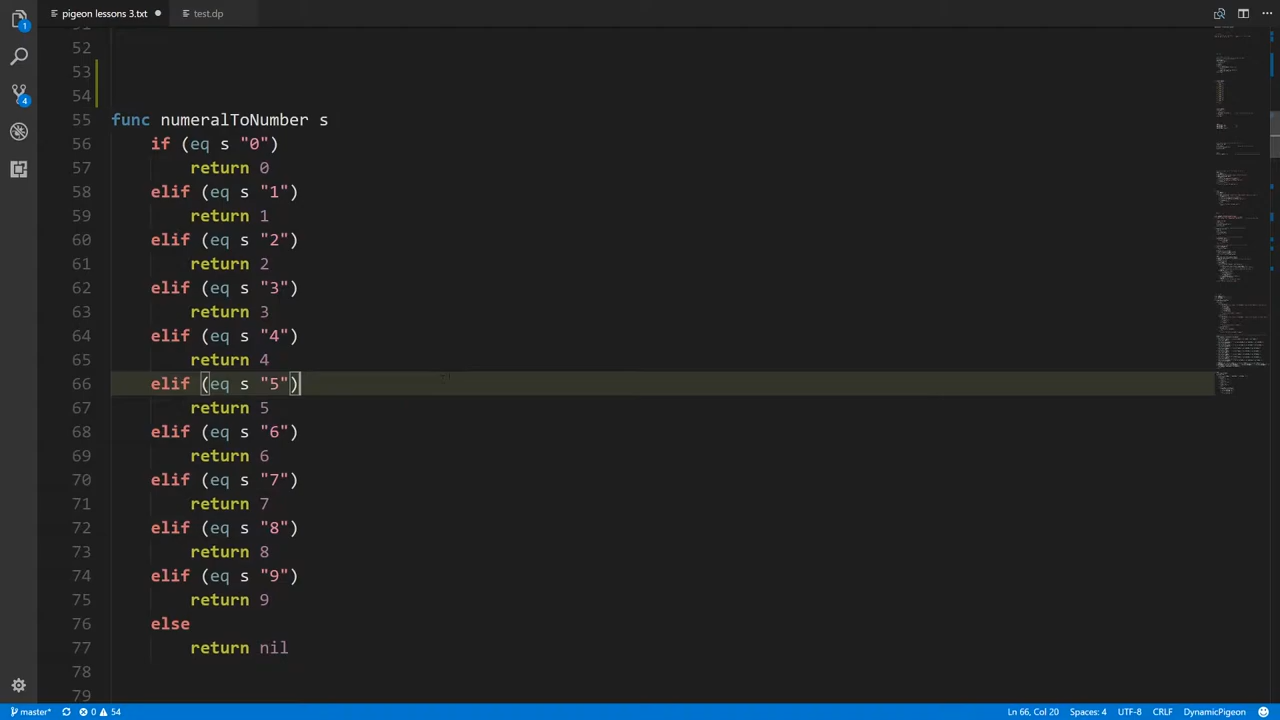 pigeon lessons 3.txt
test.dp
1
4
52
53
54
55 func numeralToNumber s
56 if (eq s "0")
57 return 0
58 elif (eq s "1")
59 return 1
60 elif (eq s "2")
61 return 2
62 elif (eq s "3")
63 return 3
64 elif (eq s "4")
65 return 4
66 elif (eq s "5")
67 return 5
68 elif (eq s "6")
69 return 6
70 elif (eq s "7")
71 return 7
72 elif (eq s "8")
73 return 8
74 elif (eq s "9")
75 return 9
76 else
77 return nil
78
79
master* 0 54 Ln 66, Col 20 Spaces: 4 UTF-8 CRLF DynamicPigeon